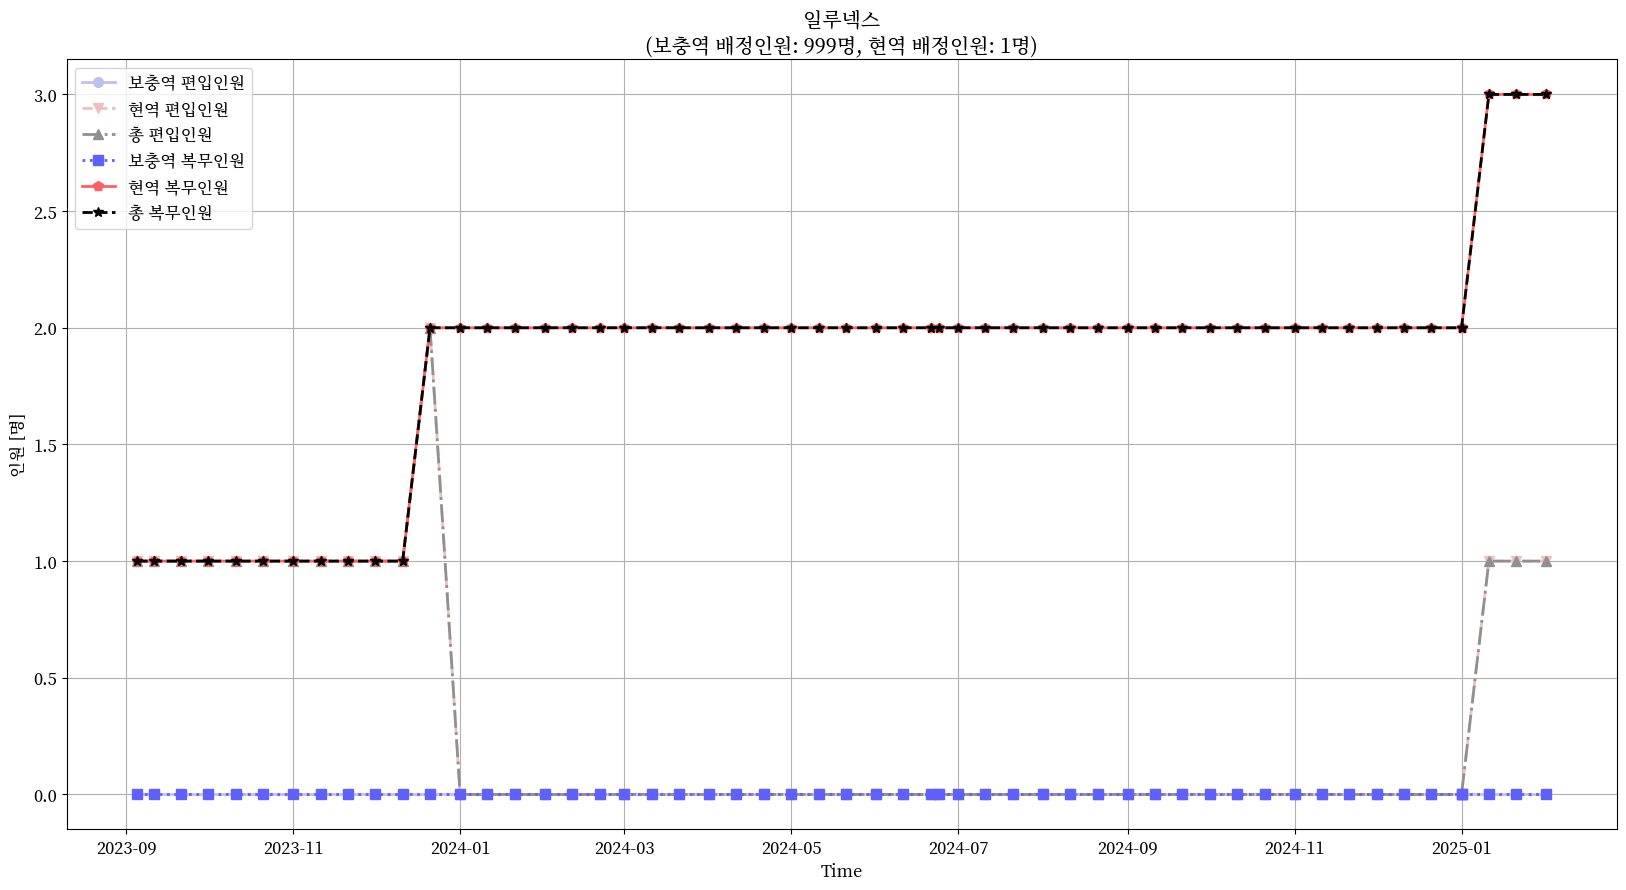 일루넥스
(보충역 배정인원: 999명, 현역 배정인원: 1명)
보충역 편입인원
현역 편입인원
총 편입인원
보충역 복무인원
현역 복무인원
총 복무인원
3.0
2.5
2.0
1.5
1.0
0.5
0.0
인원 [명]
2023-09 2023-11 2024-01 2024-03 2024-05 2024-07 2024-09 2024-11 2025-01
Time